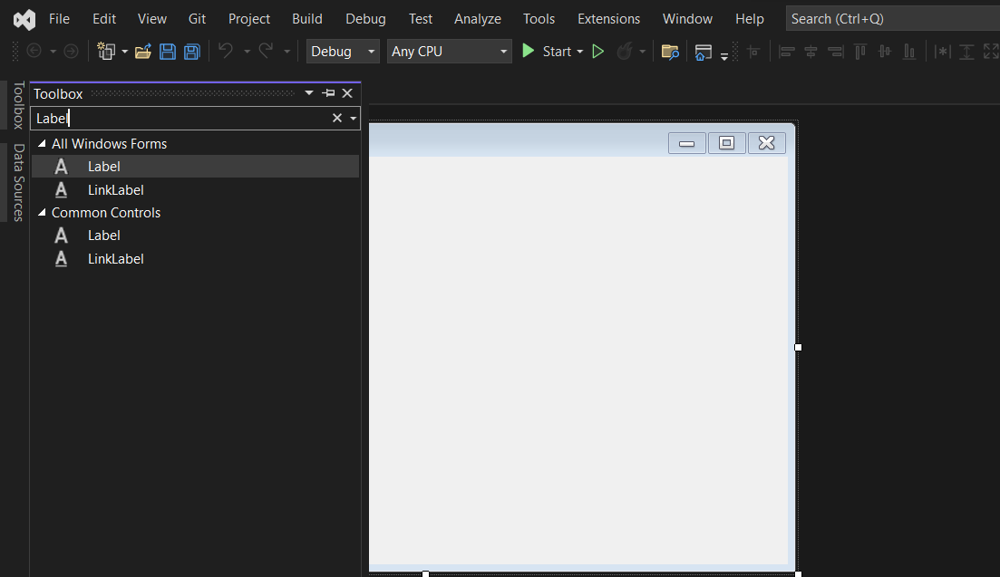 File Edit View Git Project Build Debug Test Analyze Tools Extensions Window Help Search (Ctrl+Q)
Debug Any CPU Start
Toolbox
Data Sources
Toolbox
Label
All Windows Forms
Label
LinkLabel
Common Controls
Label
LinkLabel